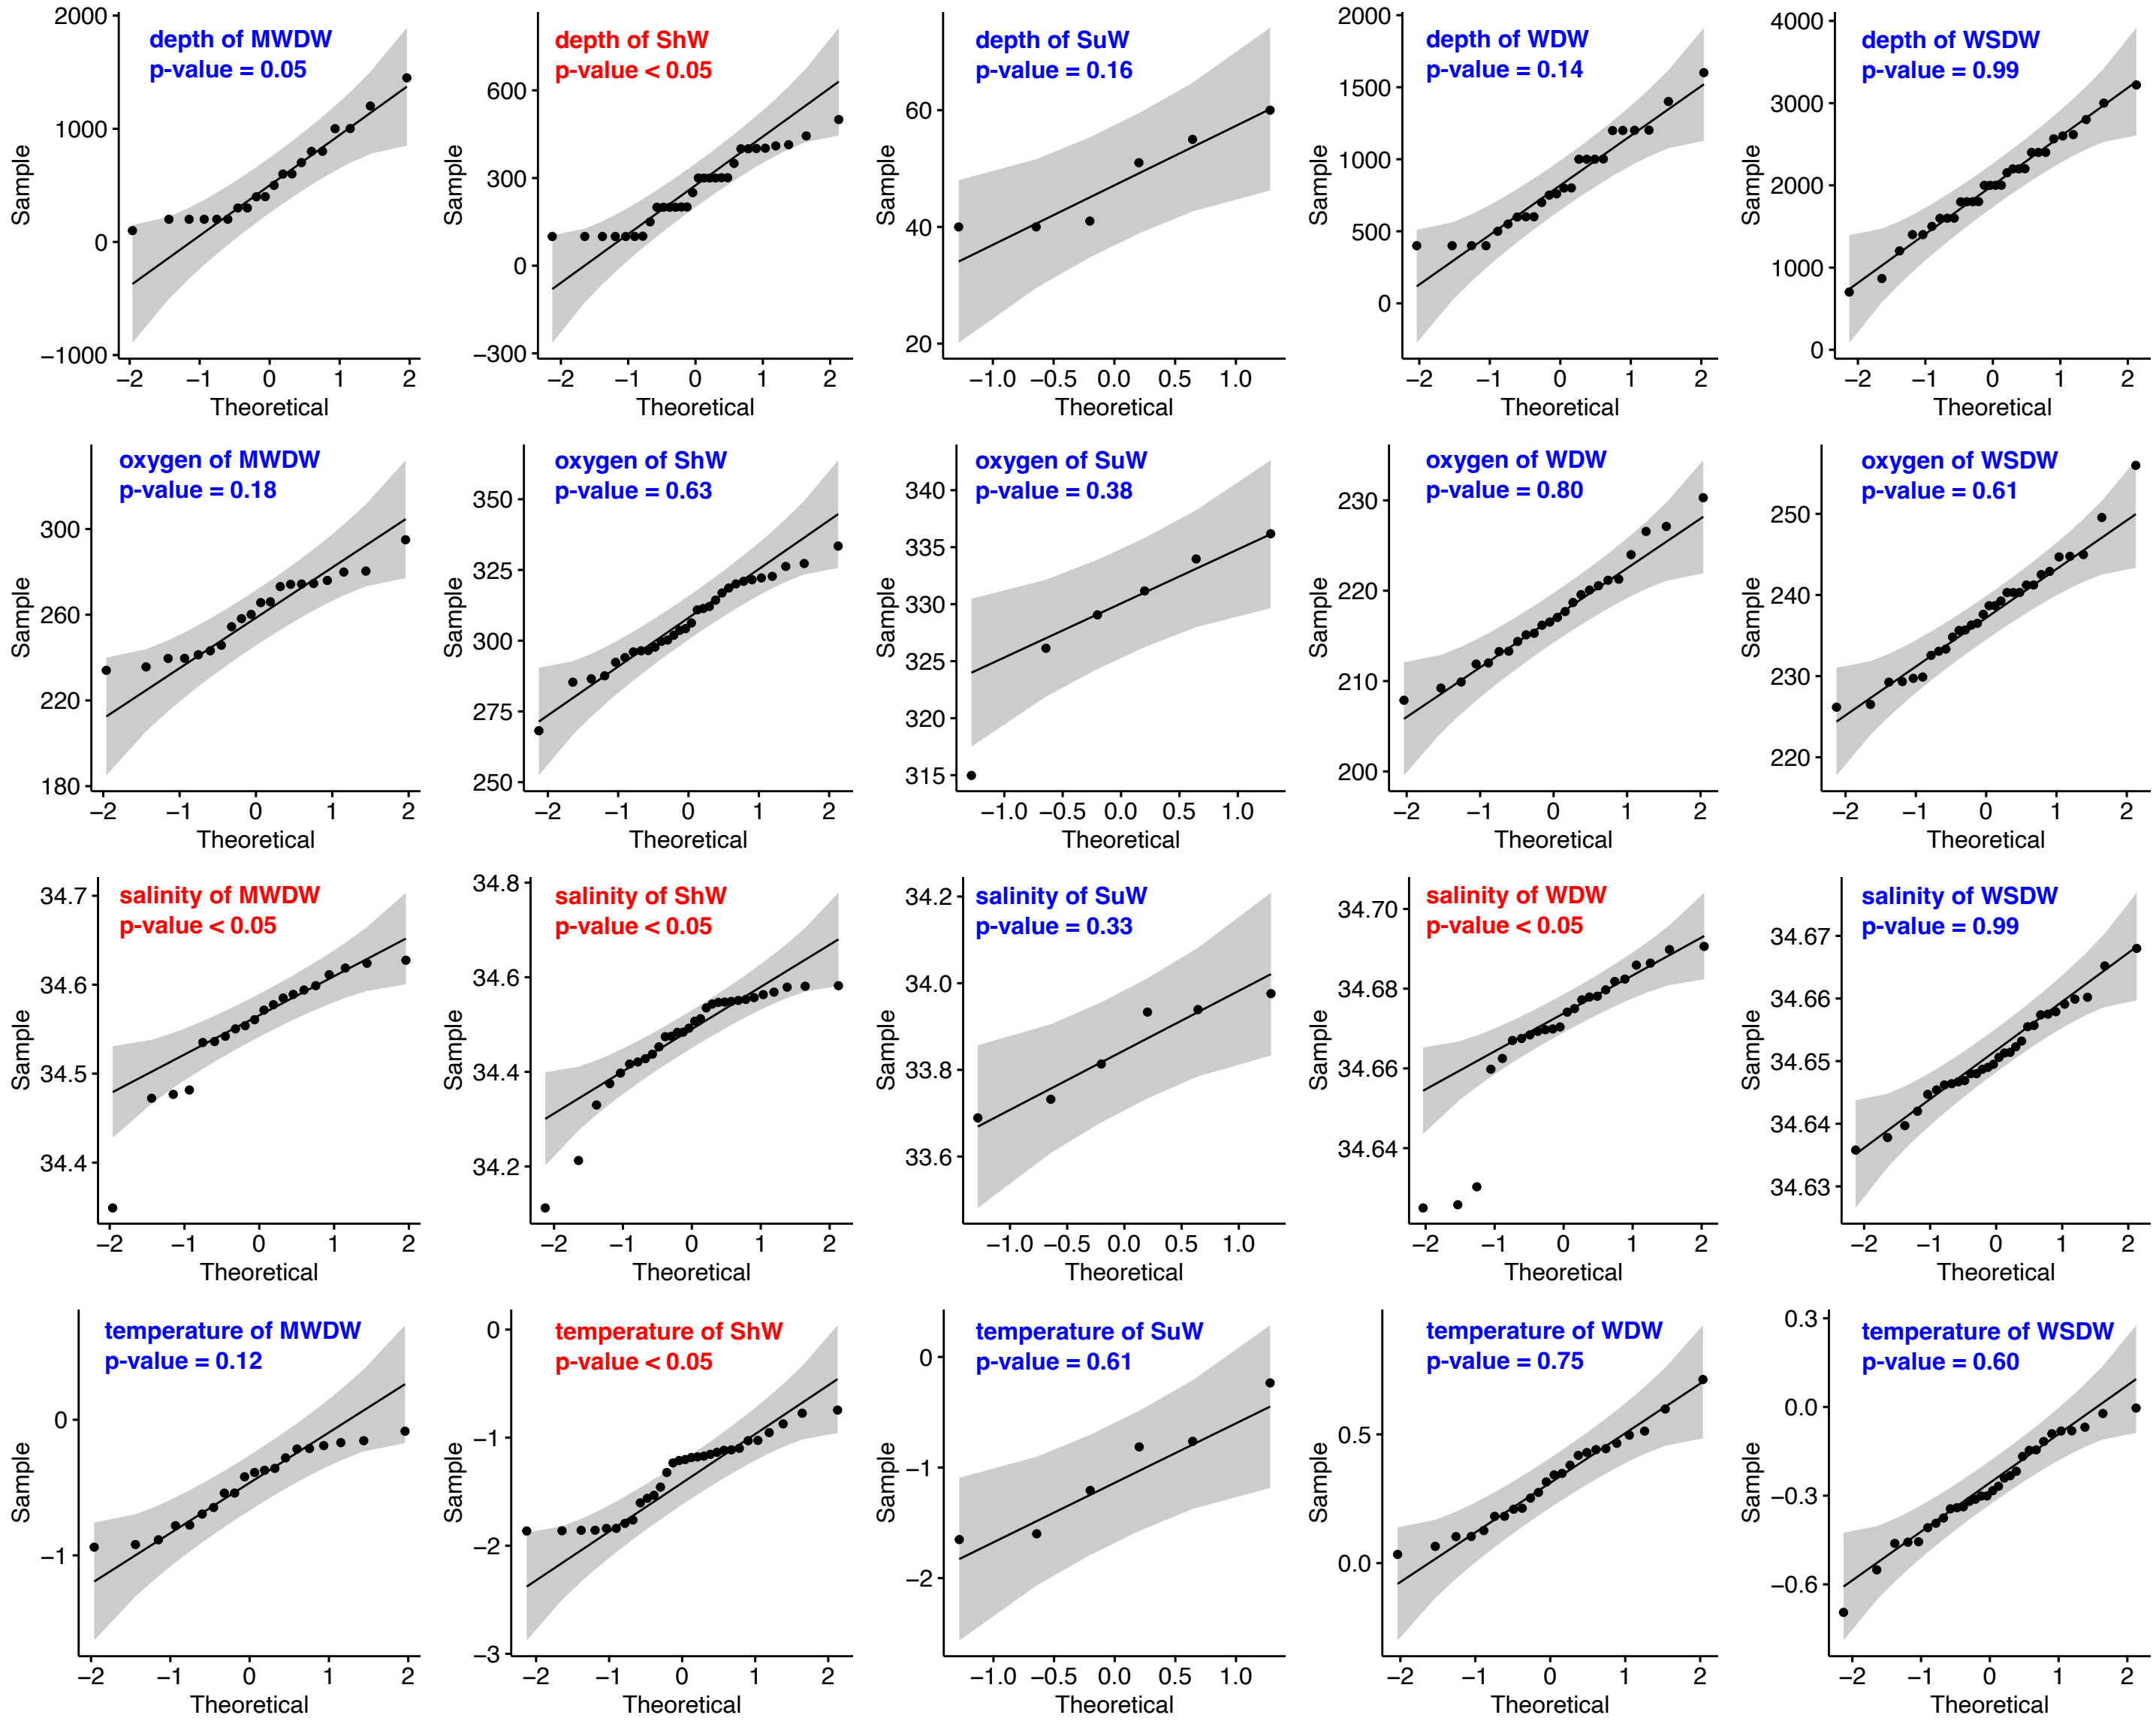 depth of MWDW
p-value = 0.05
2000
1000
0
−1000
Sample
−2 −1 0 1 2
Theoretical
depth of ShW
p-value < 0.05
600
300
0
−300
Sample
−2 −1 0 1 2
Theoretical
depth of SuW
p-value = 0.16
60
40
20
Sample
−1.0 −0.5 0.0 0.5 1.0
Theoretical
depth of WDW
p-value = 0.14
2000
1500
1000
500
0
Sample
−2 −1 0 1 2
Theoretical
depth of WSDW
p-value = 0.99
4000
3000
2000
1000
0
Sample
−2 −1 0 1 2
Theoretical
oxygen of MWDW
p-value = 0.18
300
260
220
180
Sample
−2 −1 0 1 2
Theoretical
oxygen of ShW
p-value = 0.63
350
325
300
275
250
Sample
−2 −1 0 1 2
Theoretical
oxygen of SuW
p-value = 0.38
340
335
330
325
320
315
Sample
−1.0 −0.5 0.0 0.5 1.0
Theoretical
oxygen of WDW
p-value = 0.80
230
220
210
200
Sample
−2 −1 0 1 2
Theoretical
oxygen of WSDW
p-value = 0.61
250
240
230
220
Sample
−2 −1 0 1 2
Theoretical
salinity of MWDW
p-value < 0.05
34.7
34.6
34.5
34.4
Sample
−2 −1 0 1 2
Theoretical
salinity of ShW
p-value < 0.05
34.8
34.6
34.4
34.2
Sample
−2 −1 0 1 2
Theoretical
salinity of SuW
p-value = 0.33
34.2
34.0
33.8
33.6
Sample
−1.0 −0.5 0.0 0.5 1.0
Theoretical
salinity of WDW
p-value < 0.05
34.70
34.68
34.66
34.64
Sample
−2 −1 0 1 2
Theoretical
salinity of WSDW
p-value = 0.99
34.67
34.66
34.65
34.64
34.63
Sample
−2 −1 0 1 2
Theoretical
temperature of MWDW
p-value = 0.12
0
−1
Sample
−2 −1 0 1 2
Theoretical
temperature of ShW
p-value < 0.05
0
−1
−2
−3
Sample
−2 −1 0 1 2
Theoretical
temperature of SuW
p-value = 0.61
0
−1
−2
Sample
−1.0 −0.5 0.0 0.5 1.0
Theoretical
temperature of WDW
p-value = 0.75
0.5
0.0
Sample
−2 −1 0 1 2
Theoretical
temperature of WSDW
p-value = 0.60
0.3
0.0
−0.3
−0.6
Sample
−2 −1 0 1 2
Theoretical